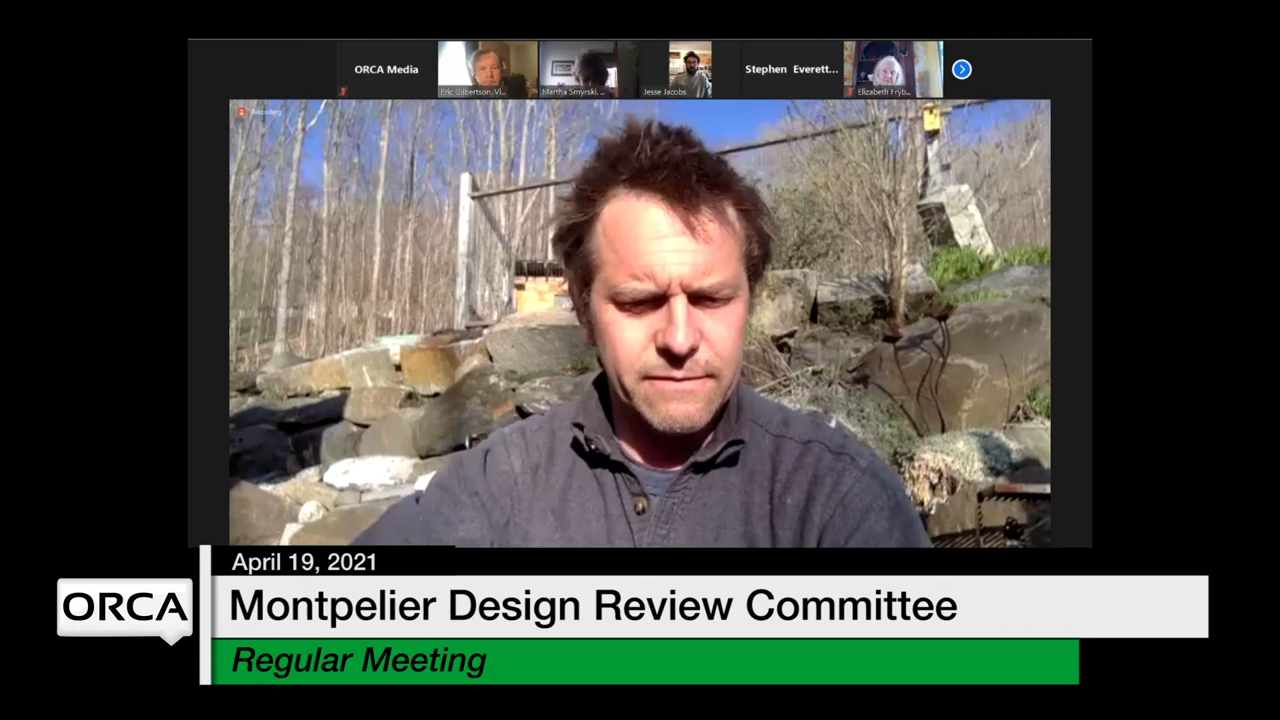 ORCA Media
Eric Gilbertson, Vi...
Martha Smyrski, ...
Jesse Jacobs
Stephen Everett...
Elizabeth Fryb...
Recording
April 19, 2021
ORCA
Montpelier Design Review Committee
Regular Meeting